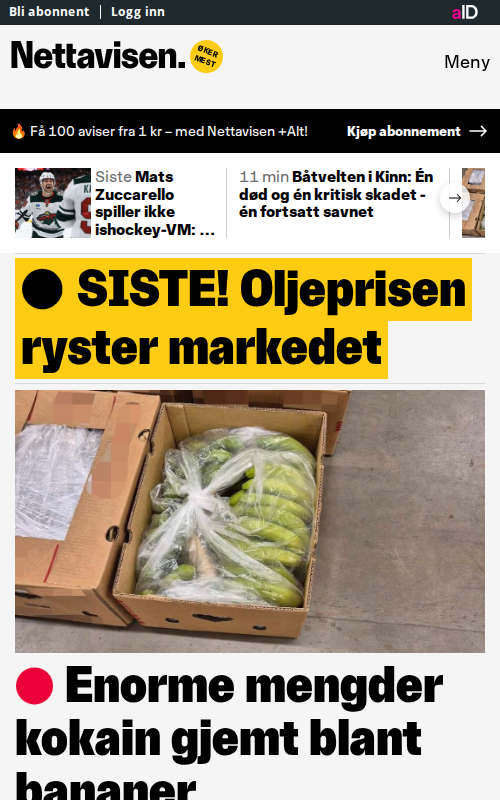 Bli abonnent
Logg inn
aID
Nettavisen.
ØKER
MEST
Meny
🔥 Få 100 aviser fra 1 kr – med Nettavisen +Alt!
Kjøp abonnement →
Siste Mats
Zuccarello
spiller ikke
ishockey-VM: ...
11 min Båtvelten i Kinn: Én
død og én kritisk skadet -
én fortsatt savnet
SISTE! Oljeprisen
ryster markedet
Enorme mengder
kokain gjemt blant
bananer